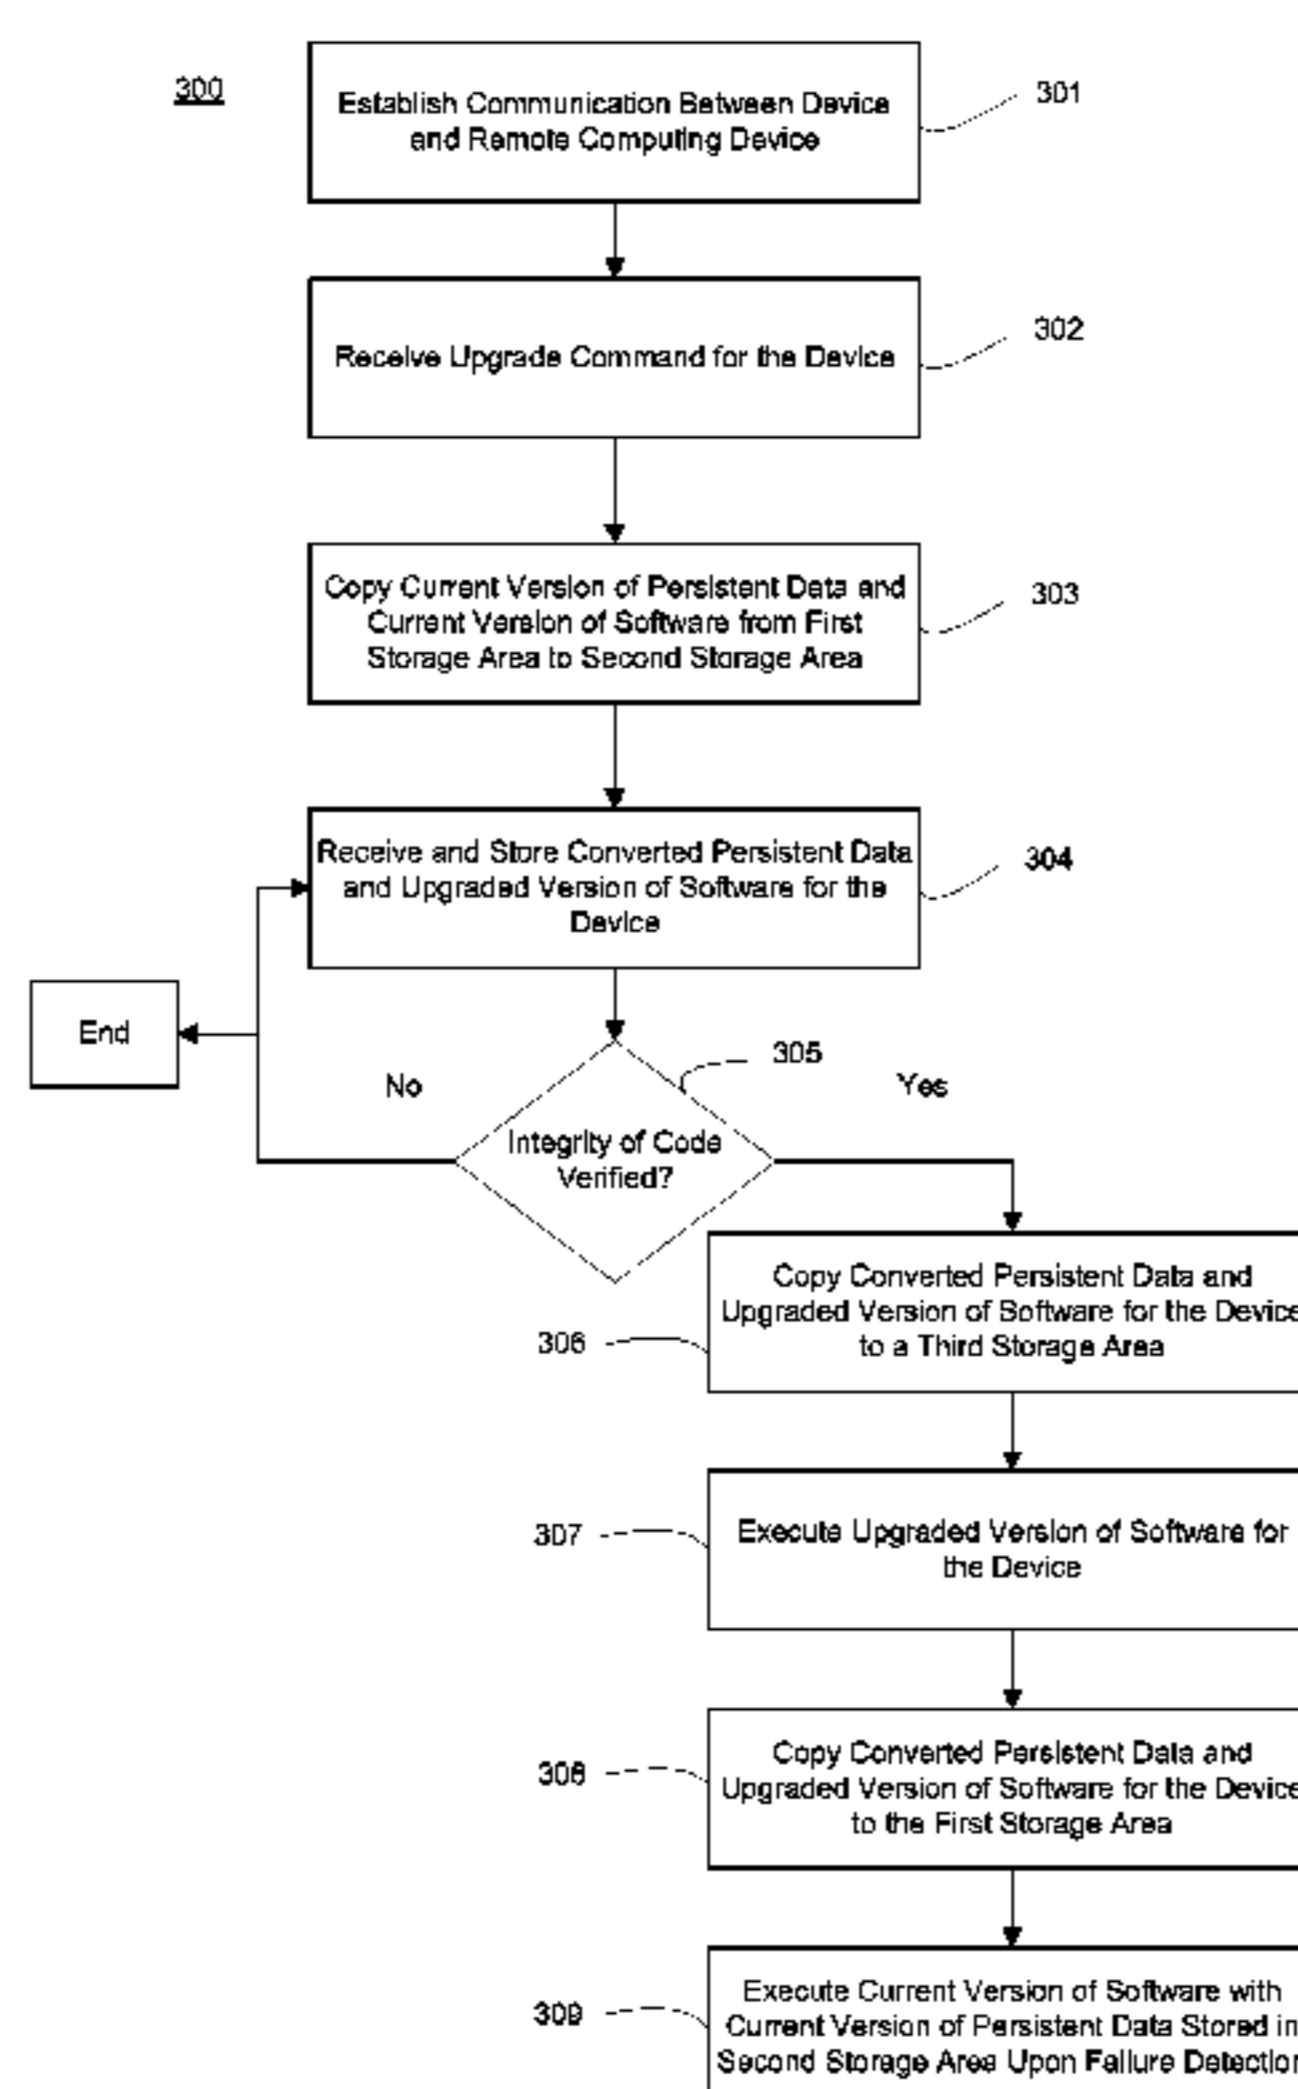 300
Establish Communication Between Device
and Remote Computing Device
301
Receive Upgrade Command for the Device
302
Copy Current Version of Persistent Data and
Current Version of Software from First
Storage Area to Second Storage Area
303
Receive and Store Converted Persistent Data
and Upgraded Version of Software for the
Device
304
End
No
305
Yes
Integrity of Code
Verified?
Copy Converted Persistent Data and
Upgraded Version of Software for the Device
to a Third Storage Area
306
Execute Upgraded Version of Software for
the Device
307
Copy Converted Persistent Data and
Upgraded Version of Software for the Device
to the First Storage Area
308
Execute Current Version of Software with
Current Version of Persistent Data Stored in
Second Storage Area Upon Failure Detection
309